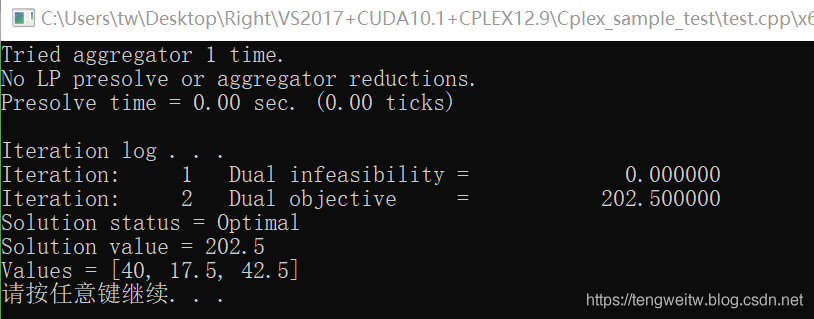 C:\Users\tw\Desktop\Right\VS2017+CUDA10.1+CPLEX12.9\Cplex_sample_test\test.cpp\x6
Tried aggregator 1 time.
No LP presolve or aggregator reductions.
Presolve time = 0.00 sec. (0.00 ticks)
Iteration log . . .
Iteration:     1   Dual infeasibility =             0.000000
Iteration:     2   Dual objective     =           202.500000
Solution status = Optimal
Solution value = 202.5
Values = [40, 17.5, 42.5]
请按任意键继续. . .
https://tengweitw.blog.csdn.net